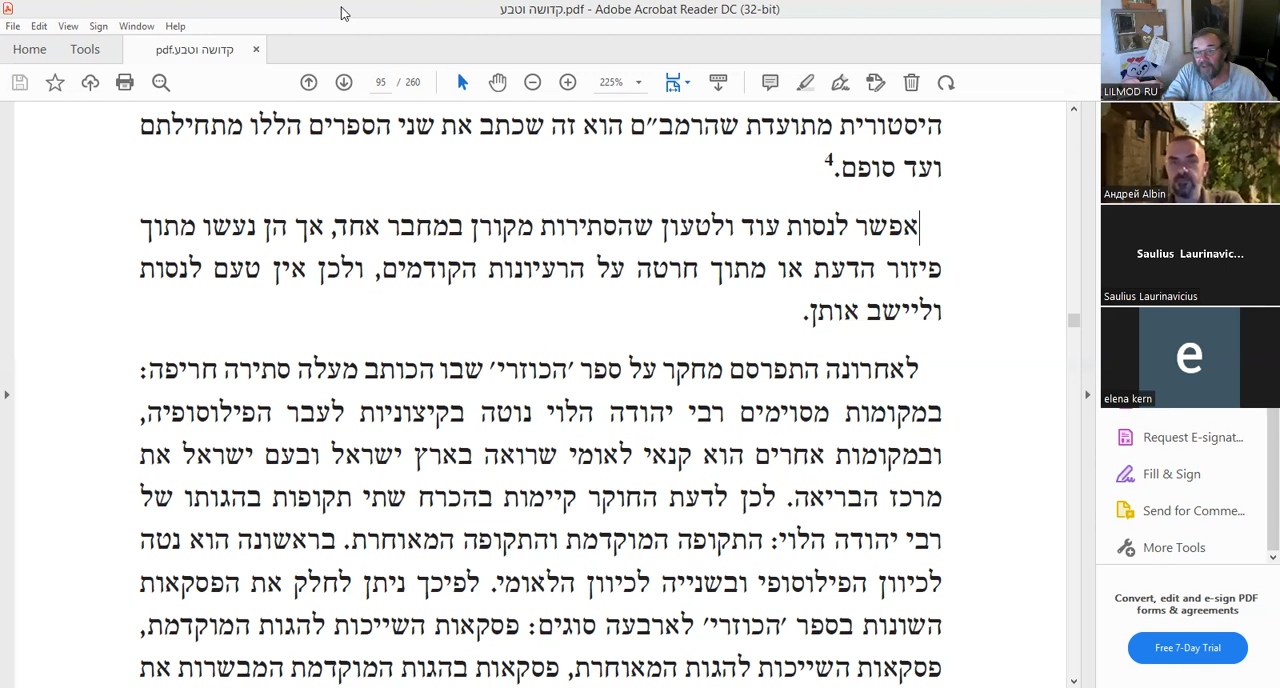 קדושה וטבע.pdf - Adobe Acrobat Reader DC (32-bit)
File Edit View Sign Window Help
Home Tools קדושה וטבע.pdf ×
95 / 260
225%
היסטורית מתועדת שהרמב״ם הוא זה שכתב את שני הספרים הללו מתחילתם
ועד סופם.4
אפשר לנסות עוד ולטעון שהסתירות מקורן במחבר אחד, אך הן נעשו מתוך
פיזור הדעת או מתוך חרטה על הרעיונות הקודמים, ולכן אין טעם לנסות
וליישב אותן.
לאחרונה התפרסם מחקר על ספר ׳הכוזרי׳ שבו הכותב מעלה סתירה חריפה:
במקומות מסוימים רבי יהודה הלוי נוטה בקיצוניות לעבר הפילוסופיה,
ובמקומות אחרים הוא קנאי לאומי שרואה בארץ ישראל ובעם ישראל את
מרכז הבריאה. לכן לדעת החוקר קיימות בהכרח שתי תקופות בהגותו של
רבי יהודה הלוי: התקופה המוקדמת והתקופה המאוחרת. בראשונה הוא נטה
לכיוון הפילוסופי ובשנייה לכיוון הלאומי. לפיכך ניתן לחלק את הפסקאות
השונות בספר ׳הכוזרי׳ לארבעה סוגים: פסקאות השייכות להגות המוקדמת,
פסקאות השייכות להגות המאוחרת, פסקאות בהגות המוקדמת המבשרות את
LILMOD RU
Андрей Albin
Saulius Laurinavic...
Saulius Laurinavicius
e
elena kern
Request E-signat...
Fill & Sign
Send for Comme...
More Tools
Convert, edit and e-sign PDF
forms & agreements
Free 7-Day Trial